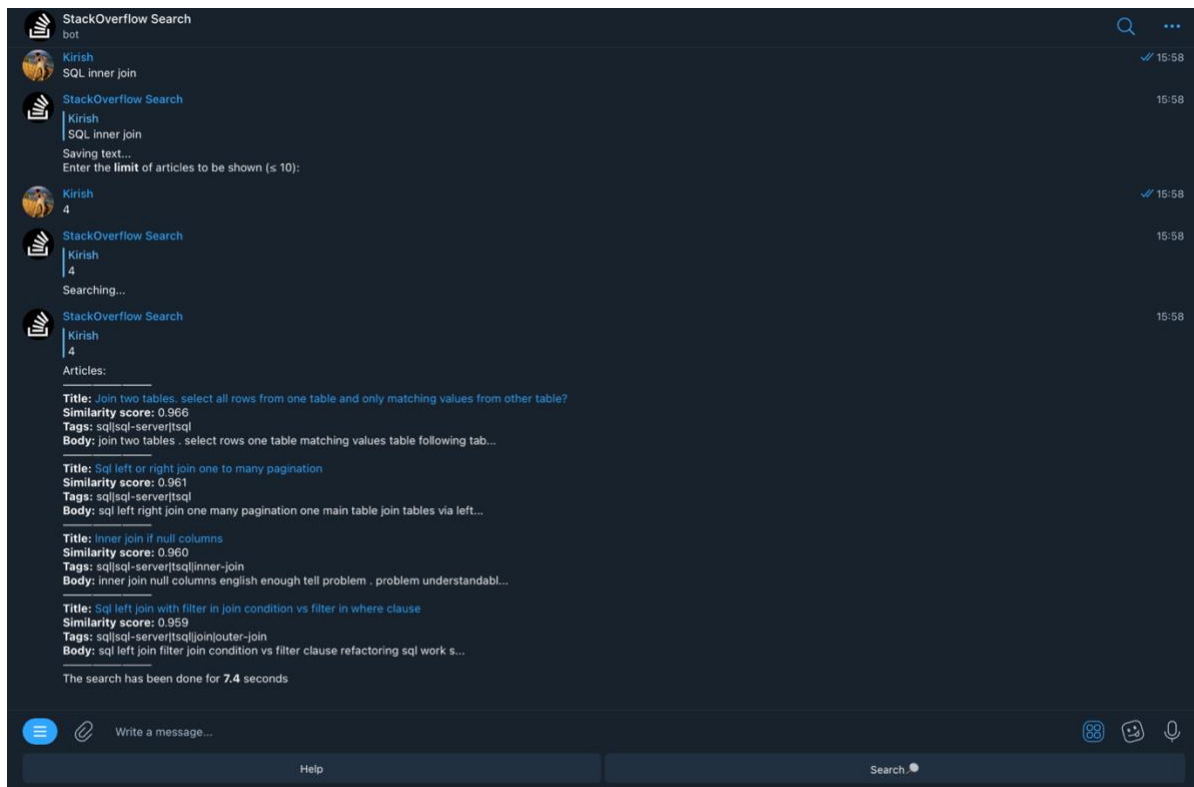 StackOverflow Search
bot
Kirish
15:58
SQL inner join
StackOverflow Search
15:58
Kirish
SQL inner join
Saving text...
Enter the limit of articles to be shown (≤ 10):
Kirish
15:58
4
StackOverflow Search
15:58
Kirish
4
Searching...
StackOverflow Search
15:58
Kirish
4
Articles:
Title: Join two tables. select all rows from one table and only matching values from other table?
Similarity score: 0.966
Tags: sql|sql-server|tsql
Body: join two tables . select rows one table matching values table following tab...
Title: Sql left or right join one to many pagination
Similarity score: 0.961
Tags: sql|sql-server|tsql
Body: sql left right join one many pagination one main table join tables via left...
Title: Inner join if null columns
Similarity score: 0.960
Tags: sql|sql-server|tsql|inner-join
Body: inner join null columns english enough tell problem . problem understandabl...
Title: Sql left join with filter in join condition vs filter in where clause
Similarity score: 0.959
Tags: sql|sql-server|tsql|join|outer-join
Body: sql left join filter join condition vs filter clause refactoring sql work s...
The search has been done for 7.4 seconds
Write a message...
Help
Search